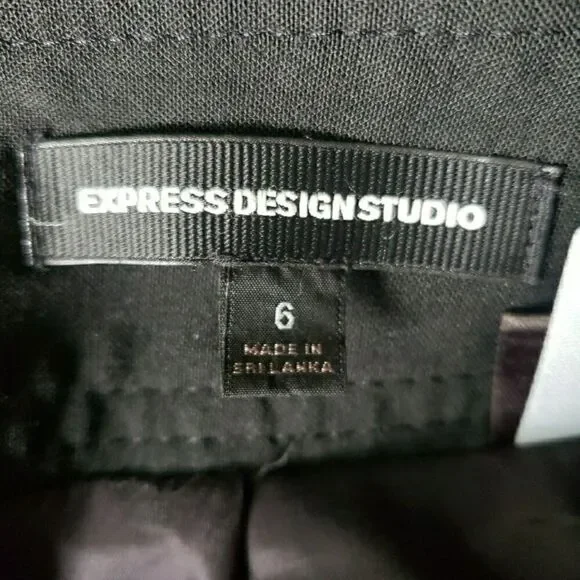 EXPRESS DESIGN STUDIO
6
MADE IN
SRI LANKA